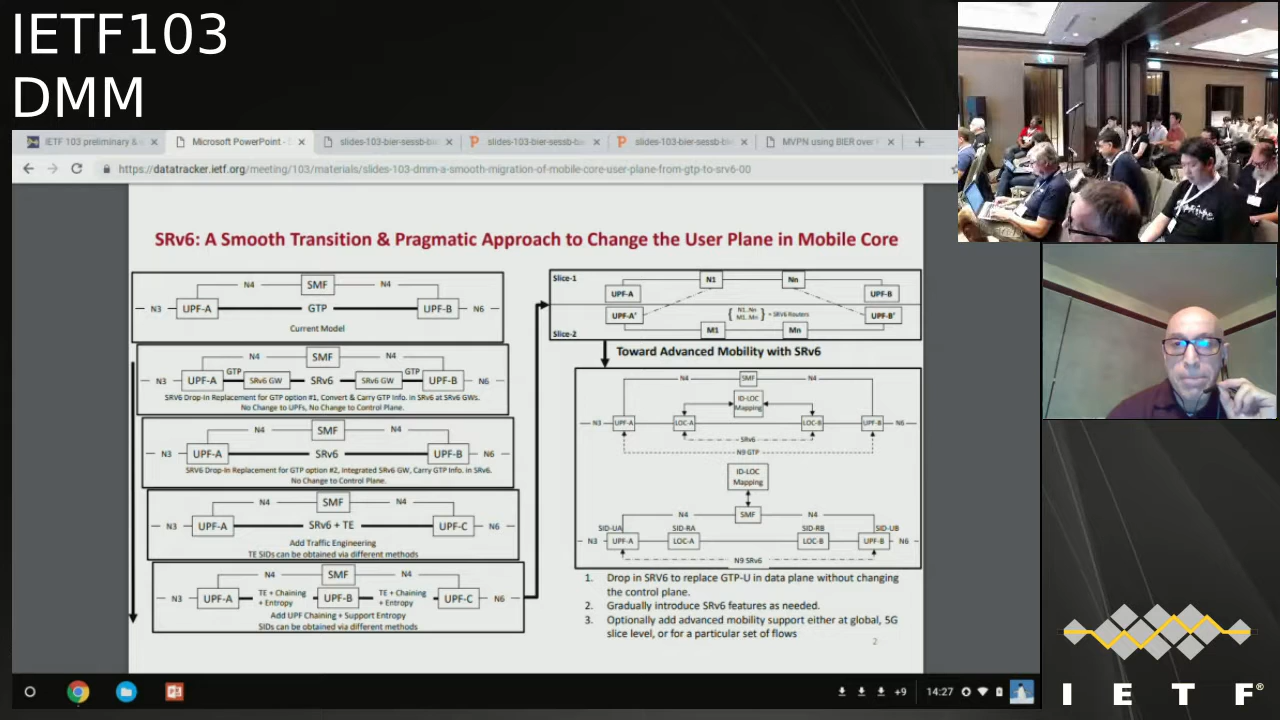 IETF103
DMM
IETF 103 preliminary &
Microsoft PowerPoint -
slides-103-bier-sessb-
slides-103-bier-sessb-
slides-103-bier-sessb-
MVPN using BIER over
https://datatracker.ietf.org/meeting/103/materials/slides-103-dmm-a-smooth-migration-of-mobile-core-user-plane-from-gtp-to-srv6-00
SRv6: A Smooth Transition & Pragmatic Approach to Change the User Plane in Mobile Core
N4 SMF N4
N3 UPF-A GTP UPF-B N6
Current Model
N4 SMF N4
GTP GTP
N3 UPF-A SRv6 GW SRv6 SRv6 GW UPF-B N6
SRV6 Drop-In Replacement for GTP option #1, Convert & Carry GTP Info. in SRv6 at SRv6 GWs.
No Change to UPFs, No Change to Control Plane.
N4 SMF N4
N3 UPF-A SRv6 UPF-B N6
SRV6 Drop-In Replacement for GTP option #2, Integrated SRv6 GW, Carry GTP Info. in SRv6.
No Change to Control Plane.
N4 SMF N4
N3 UPF-A SRv6 + TE UPF-C N6
Add Traffic Engineering
TE SIDs can be obtained via different methods
N4 SMF N4
N3 UPF-A TE + Chaining UPF-B TE + Chaining UPF-C N6
+ Entropy + Entropy
Add UPF Chaining + Support Entropy
SIDs can be obtained via different methods
Slice-1 N1 Nn
UPF-A UPF-B
UPF-A' { N1..Nn M1..Mn } = SRV6 Routers UPF-B'
Slice-2 M1 Mn
Toward Advanced Mobility with SRv6
N4 SMF N4
ID-LOC
Mapping
N3 UPF-A LOC-A LOC-B UPF-B N6
SRv6
N9 GTP
ID-LOC
Mapping
N4 SMF N4
SID-UA SID-RA SID-RB SID-UB
N3 UPF-A LOC-A LOC-B UPF-B N6
N9 SRv6
1. Drop in SRV6 to replace GTP-U in data plane without changing
the control plane.
2. Gradually introduce SRv6 features as needed.
3. Optionally add advanced mobility support either at global, 5G
slice level, or for a particular set of flows
2
+9 14:27
I E T F®